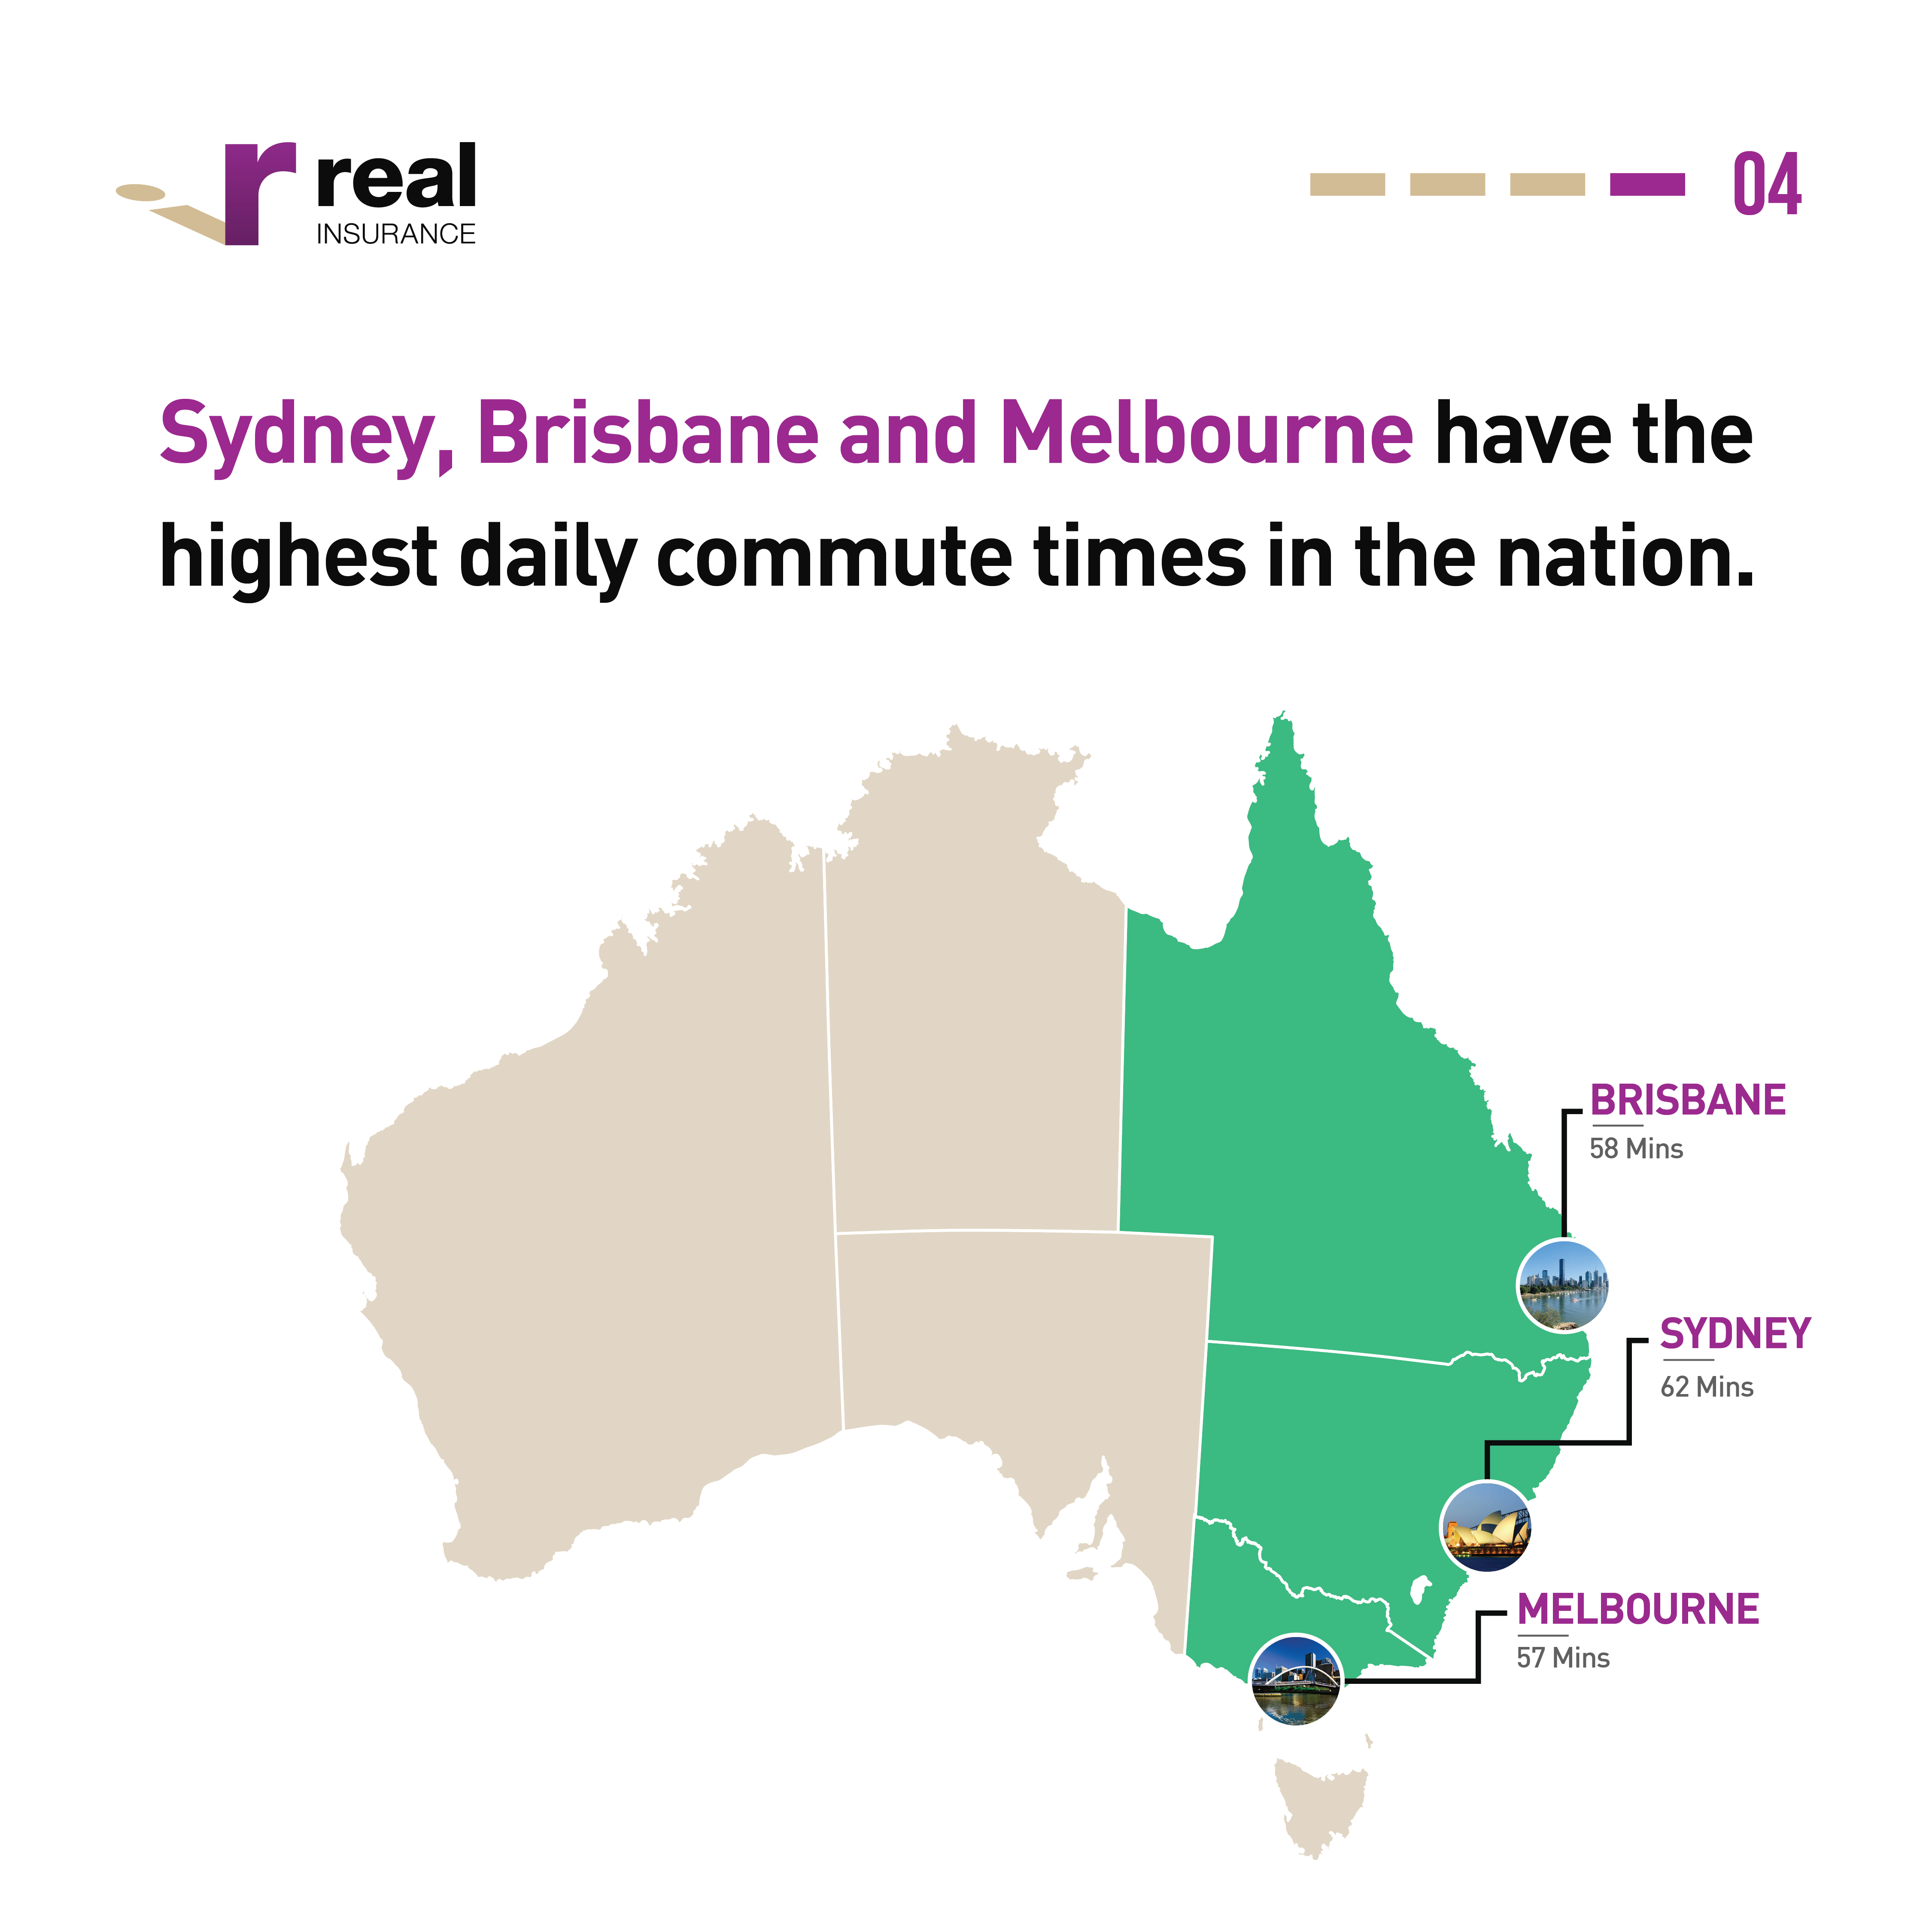 real
INSURANCE
04
Sydney, Brisbane and Melbourne have the
highest daily commute times in the nation.
BRISBANE
58 Mins
SYDNEY
62 Mins
MELBOURNE
57 Mins